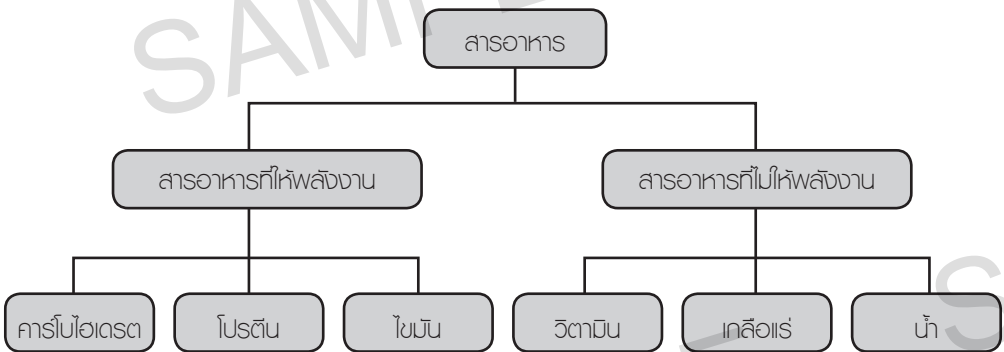 สารอาหาร
สารอาหารที่ให้พลังงาน
สารอาหารที่ไม่ให้พลังงาน
คาร์โบไฮเดรต
โปรตีน
ไขมัน
วิตามิน
เกลือแร่
น้ำ